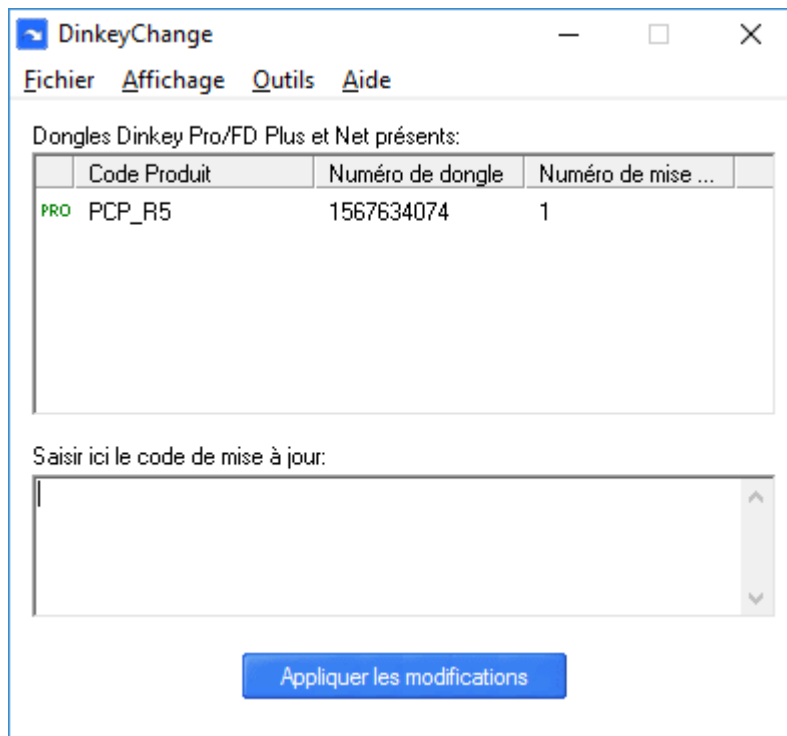 DinkeyChange
Fichier Affichage Outils Aide
Dongles Dinkey Pro/FD Plus et Net présents:
Code Produit Numéro de dongle Numéro de mise ...
PRO PCP_R5 1567634074 1
Saisir ici le code de mise à jour:
Appliquer les modifications